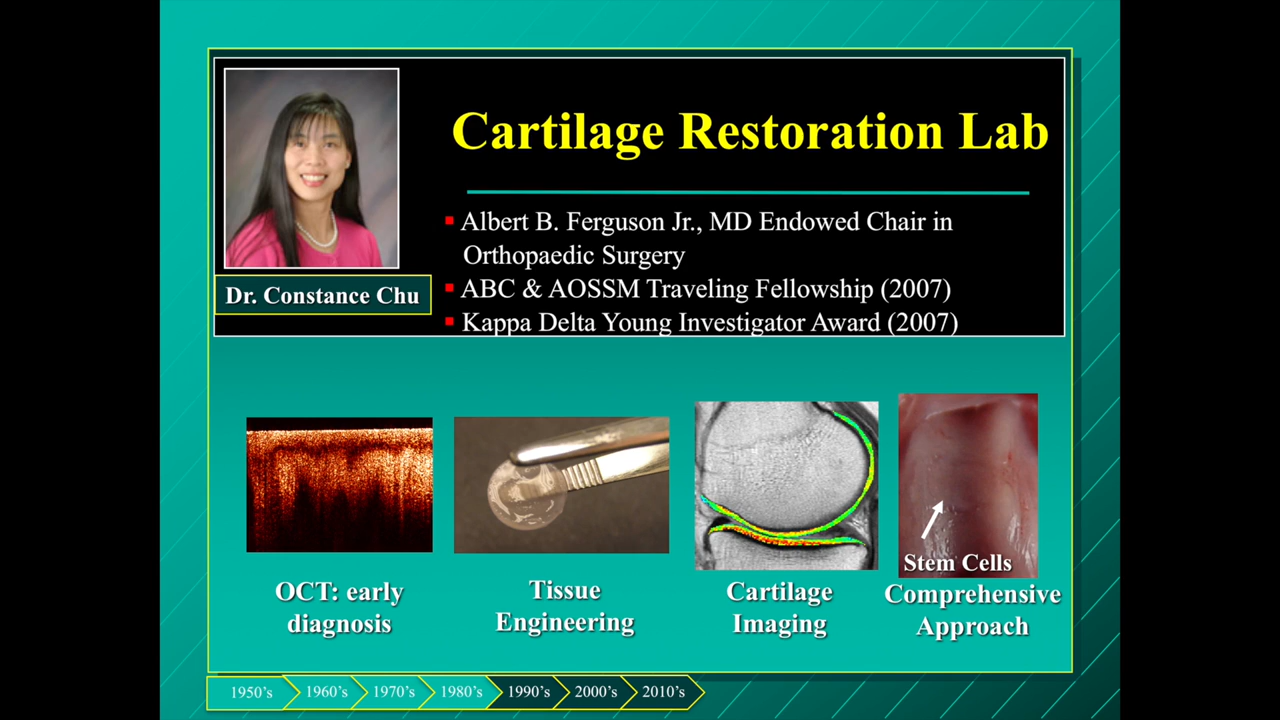 Cartilage Restoration Lab
Albert B. Ferguson Jr., MD Endowed Chair in
Orthopaedic Surgery
ABC & AOSSM Traveling Fellowship (2007)
Kappa Delta Young Investigator Award (2007)
Dr. Constance Chu
OCT: early
diagnosis
Tissue
Engineering
Cartilage
Imaging
Stem Cells
Comprehensive
Approach
1950's 1960's 1970's 1980's 1990's 2000's 2010's